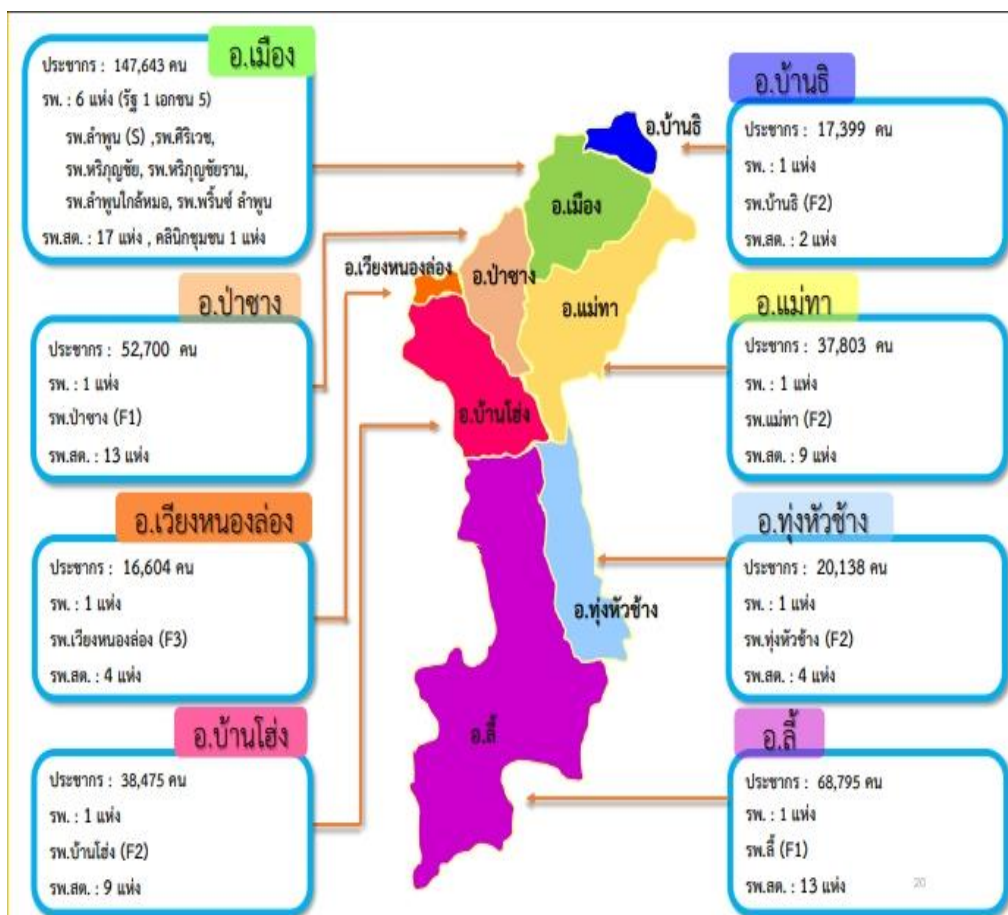 อ.เมือง
ประชากร : 147,643 คน
รพ. : 6 แห่ง (รัฐ 1 เอกชน 5)
รพ.ลำพูน (S) ,รพ.ศิริเวช,
รพ.หริภุญชัย, รพ.หริภุญชัยราม,
รพ.ลำพูนใกล้หมอ, รพ.พริ้นซ์ ลำพูน
รพ.สต. : 17 แห่ง , คลินิกชุมชน 1 แห่ง
อ.ป่าซาง
ประชากร : 52,700 คน
รพ. : 1 แห่ง
รพ.ป่าซาง (F1)
รพ.สต. : 13 แห่ง
อ.เวียงหนองล่อง
ประชากร : 16,604 คน
รพ. : 1 แห่ง
รพ.เวียงหนองล่อง (F3)
รพ.สต. : 4 แห่ง
อ.บ้านโฮ่ง
ประชากร : 38,475 คน
รพ. : 1 แห่ง
รพ.บ้านโฮ่ง (F2)
รพ.สต. : 9 แห่ง
อ.บ้านธิ
อ.เมือง
อ.เวียงหนองล่อง
อ.ป่าซาง
อ.แม่ทา
อ.บ้านโฮ่ง
อ.ทุ่งหัวช้าง
อ.ลี้
อ.บ้านธิ
ประชากร : 17,399 คน
รพ. : 1 แห่ง
รพ.บ้านธิ (F2)
รพ.สต. : 2 แห่ง
อ.แม่ทา
ประชากร : 37,803 คน
รพ. : 1 แห่ง
รพ.แม่ทา (F2)
รพ.สต. : 9 แห่ง
อ.ทุ่งหัวช้าง
ประชากร : 20,138 คน
รพ. : 1 แห่ง
รพ.ทุ่งหัวช้าง (F2)
รพ.สต. : 4 แห่ง
อ.ลี้
ประชากร : 68,795 คน
รพ. : 1 แห่ง
รพ.ลี้ (F1)
รพ.สต. : 13 แห่ง
20